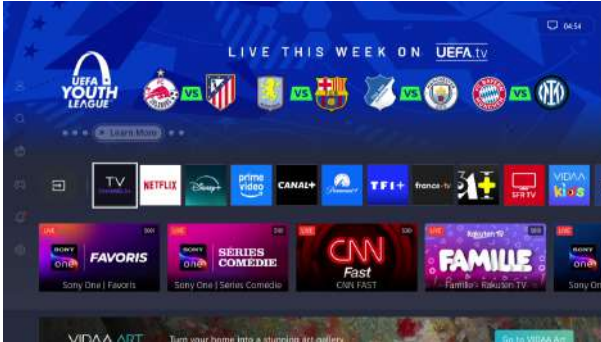 04:54
LIVE THIS WEEK ON UEFA.tv
UEFA
YOUTH
LEAGUE
VS VS VS VS
Learn More
TV
NETFLIX Disney+ prime video CANAL+ Paramount+ TF1+ france•tv SFR TV VIDAA kids
LIVE LIVE LIVE LIVE LIVE
SONY one FAVORIS
SONY one SÉRIES COMÉDIE
CNN Fast
Rakuten TV FAMILLE
SONY one
Sony One | Favoris
Sony One | Séries Comédie
CNN FAST
Famille - Rakuten TV
Sony On
VIDAA ART Turn your home into a stunning art gallery Go to VIDAA Art